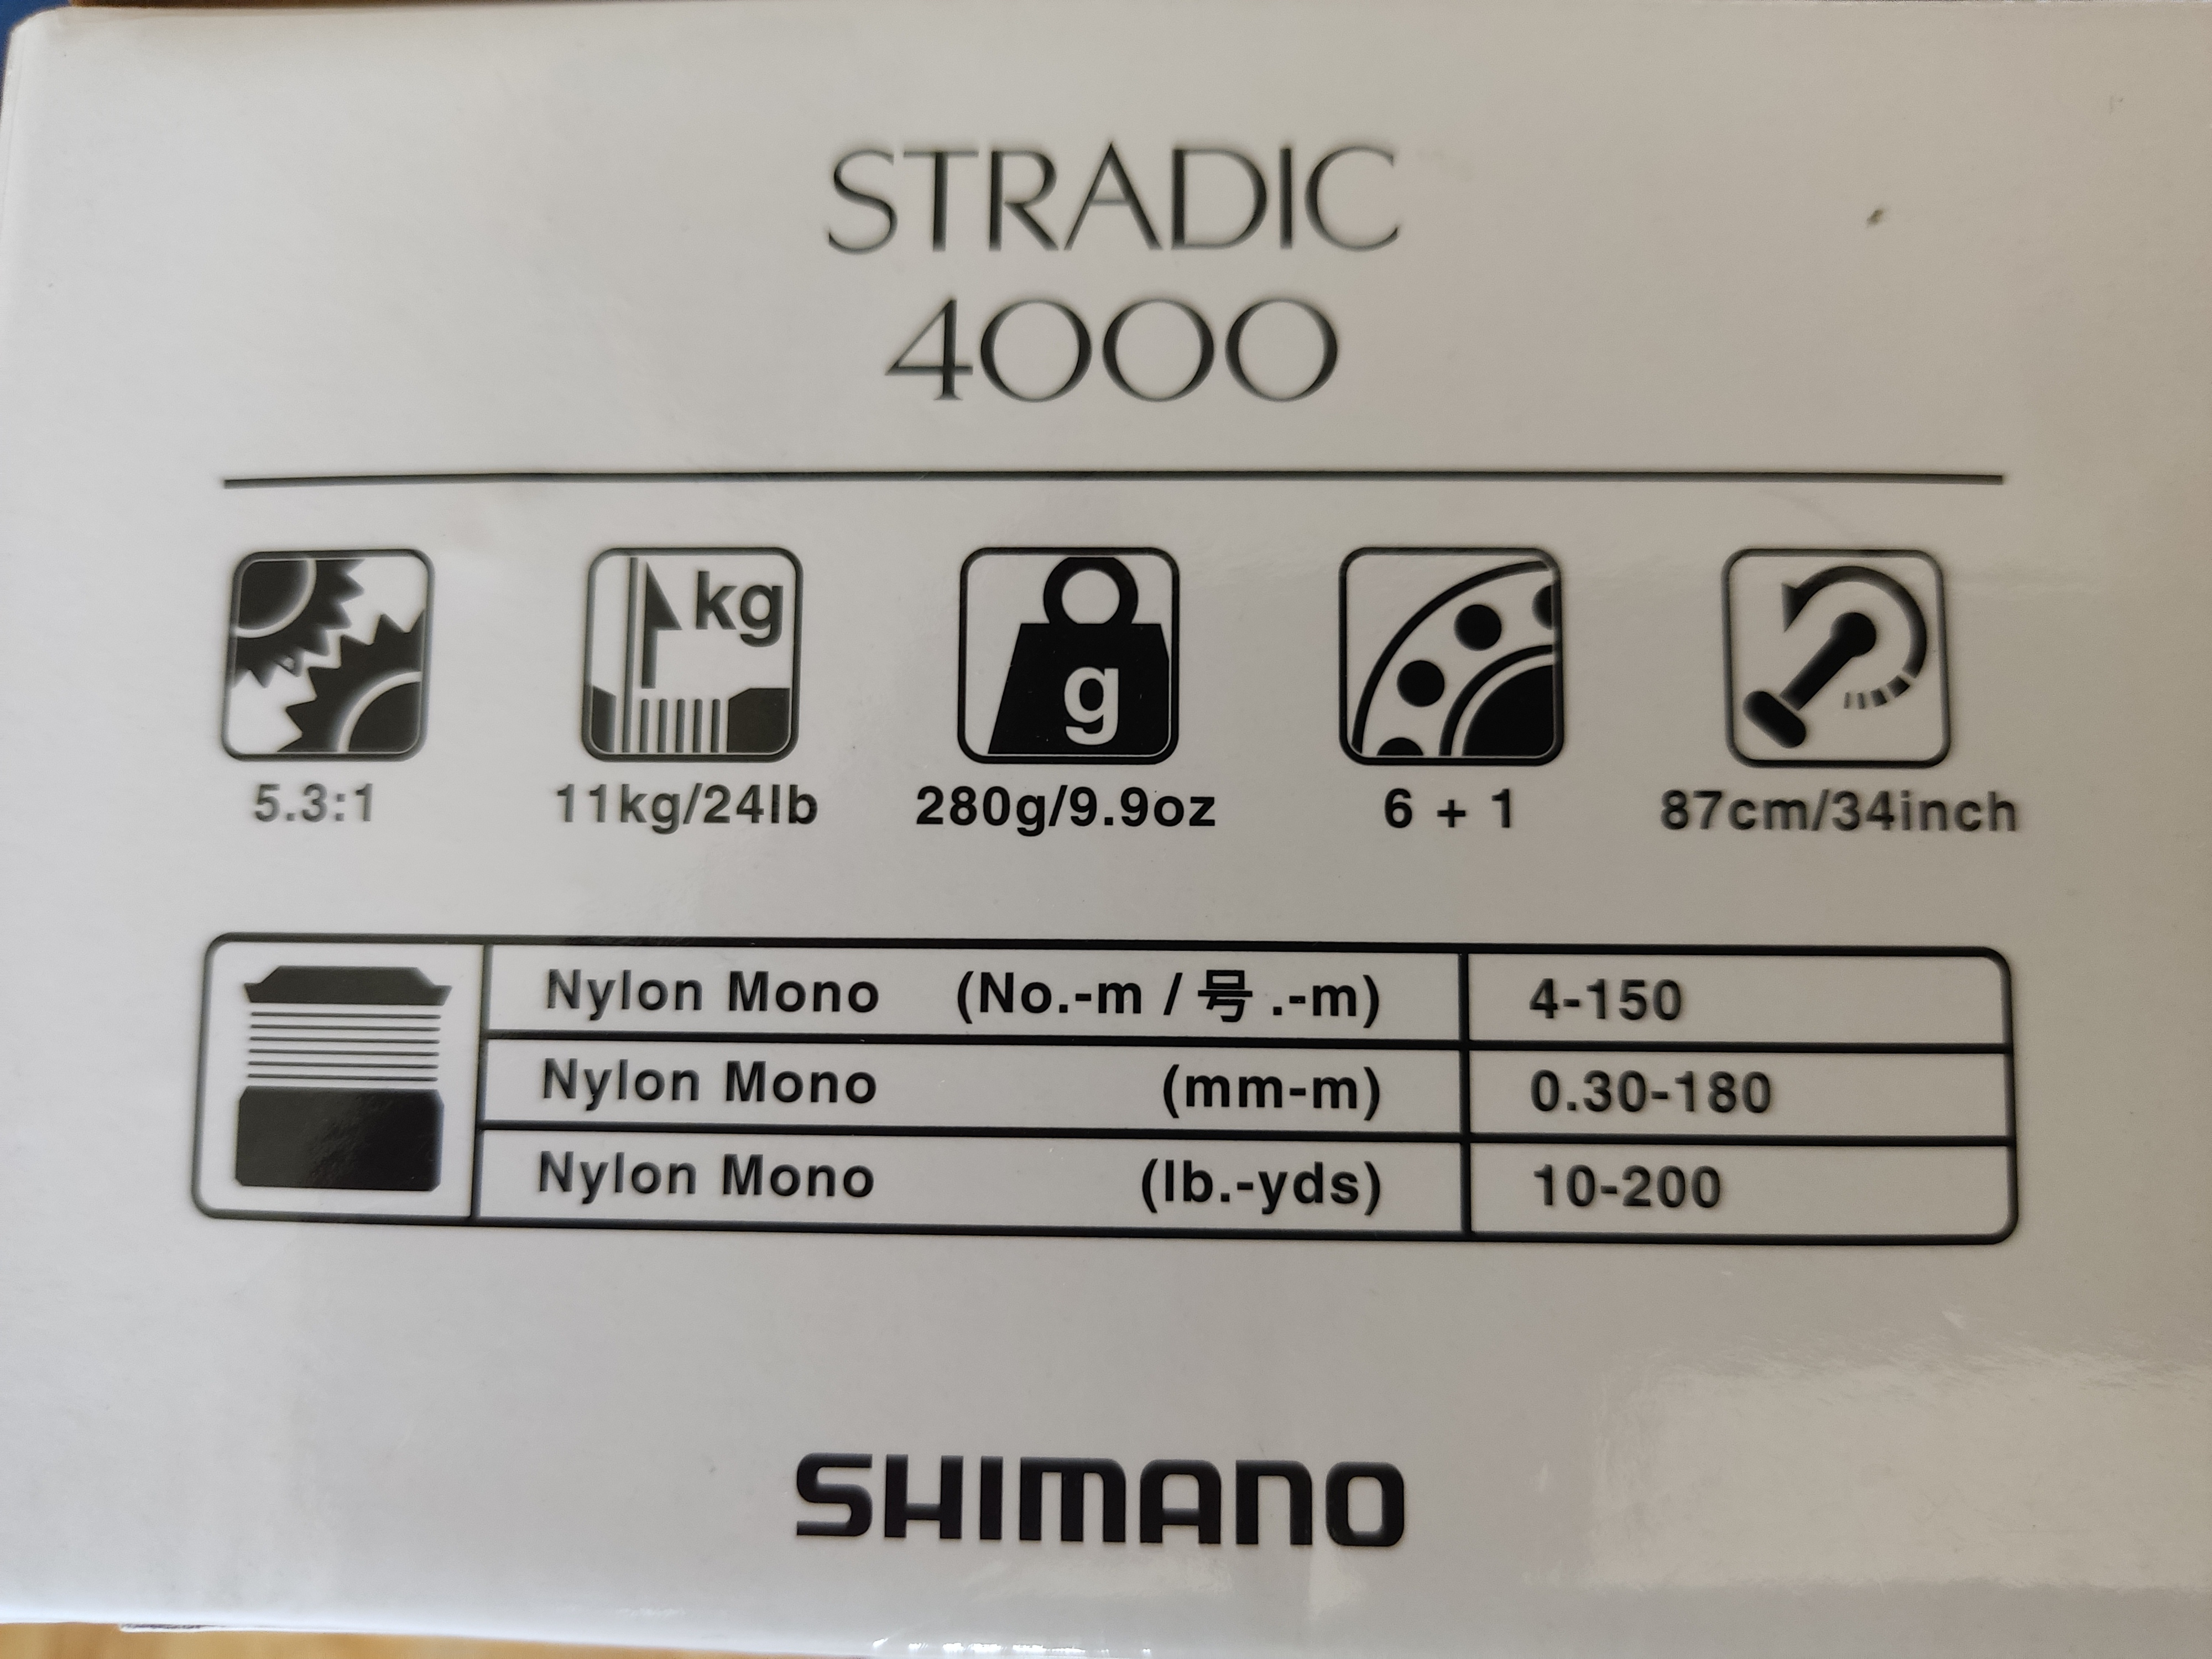 STRADIC
4000
kg
g
5.3:1 11kg/24lb 280g/9.9oz 6 + 1 87cm/34inch
Nylon Mono (No.-m / 号.-m) 4-150
Nylon Mono (mm-m) 0.30-180
Nylon Mono (lb.-yds) 10-200
SHIMANO